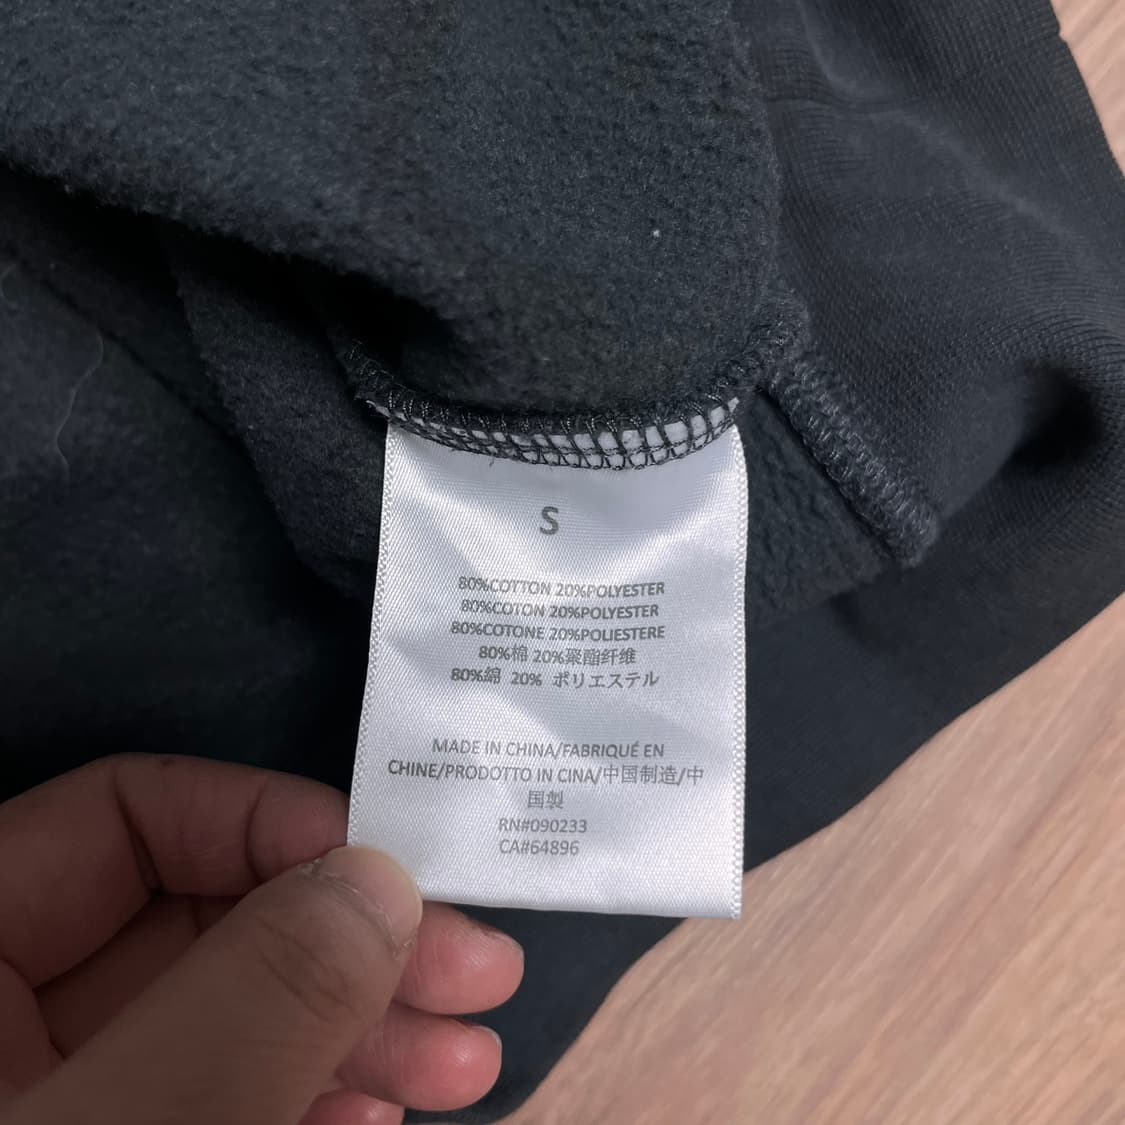 S
80%COTTON 20%POLYESTER
80%COTON 20%POLYESTER
80%COTONE 20%POLIESTERE
80%棉 20%聚酯纤维
80%綿 20% ポリエステル
MADE IN CHINA/FABRIQUÉ EN
CHINE/PRODOTTO IN CINA/中国制造/中
国製
RN#090233
CA#64896